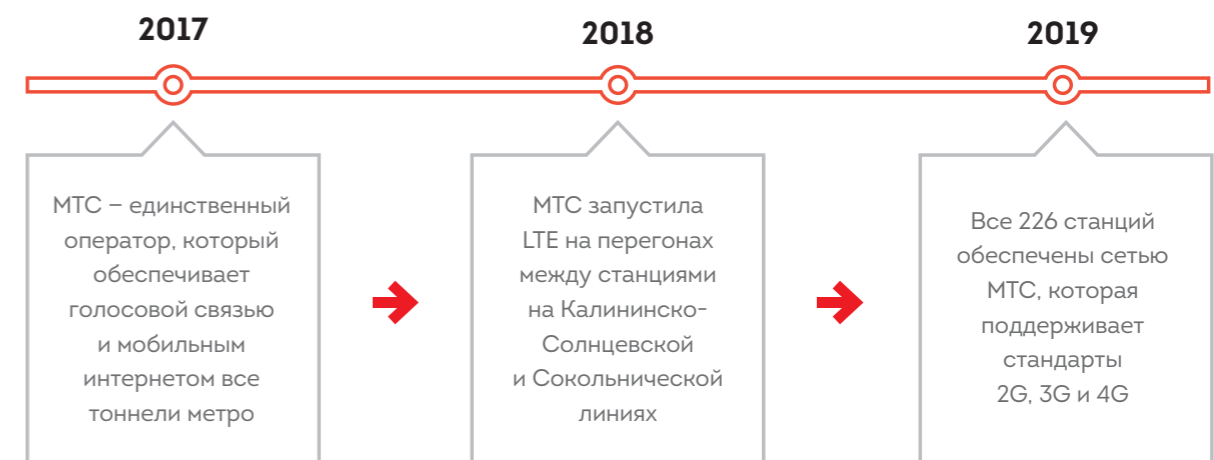 2017
2018
2019
МТС – единственный
оператор, который
обеспечивает
голосовой связью
и мобильным
интернетом все
тоннели метро
МТС запустила
LTE на перегонах
между станциями
на Калининско-
Солнцевской
и Сокольнической
линиях
Все 226 станций
обеспечены сетью
МТС, которая
поддерживает
стандарты
2G, 3G и 4G